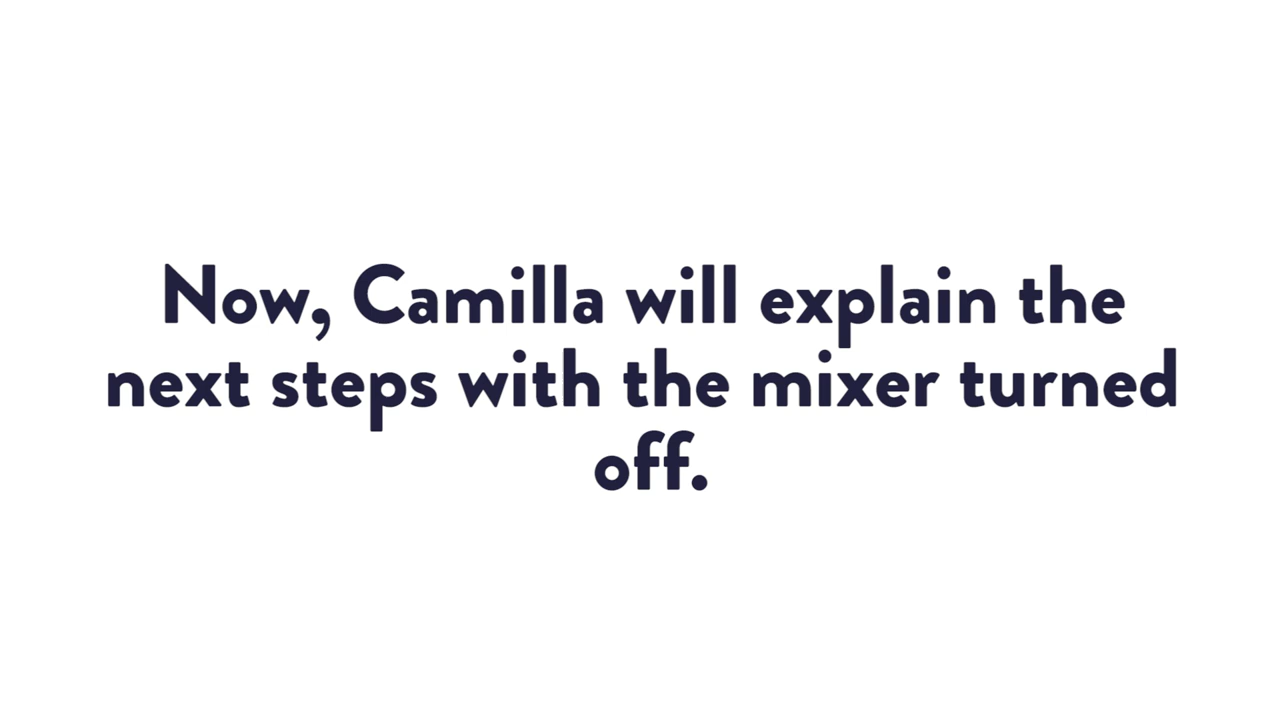 Now, Camilla will explain the
next steps with the mixer turned
off.